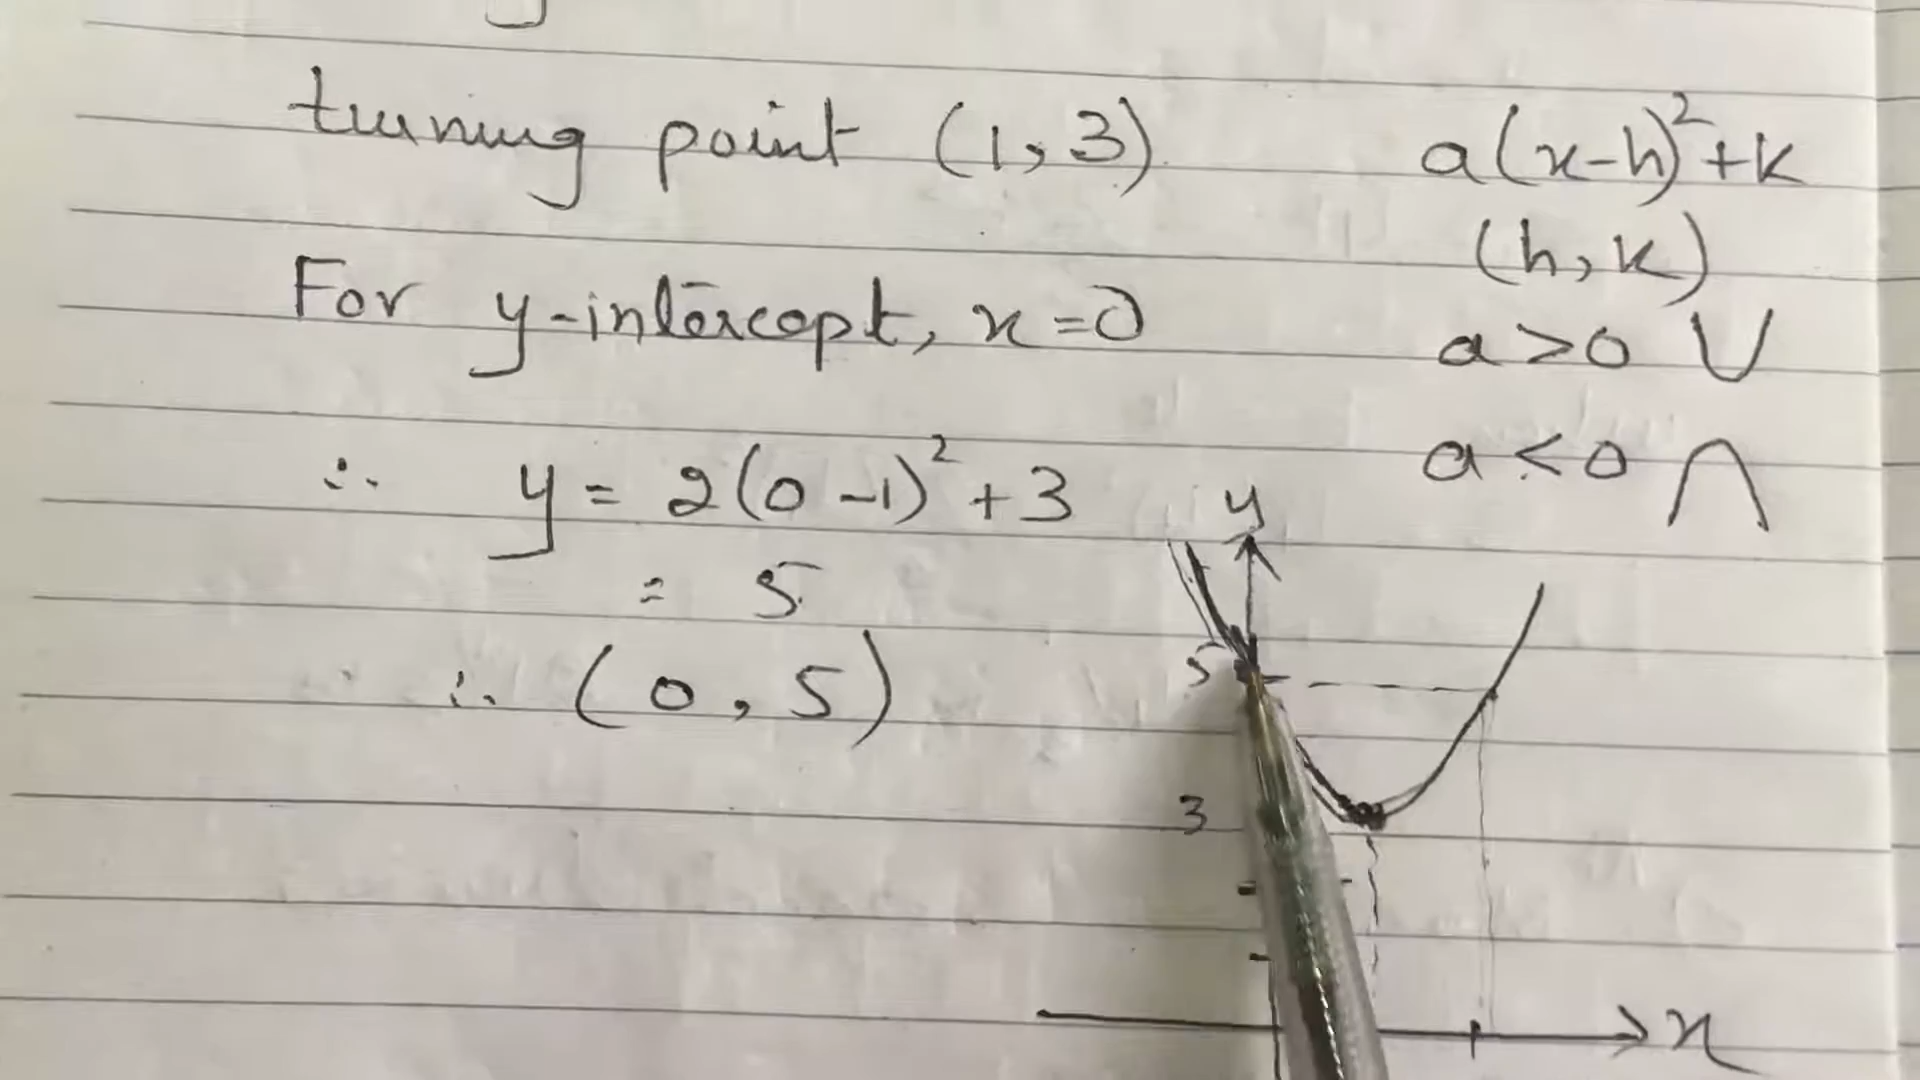 turning point (1, 3)
For y-intercept, x=0
∴ y = 2(0-1)² + 3
= 5
∴ (0, 5)
a(x-h)²+k
(h, k)
a>0 ∪
a<0 ∩
y
5
3
x